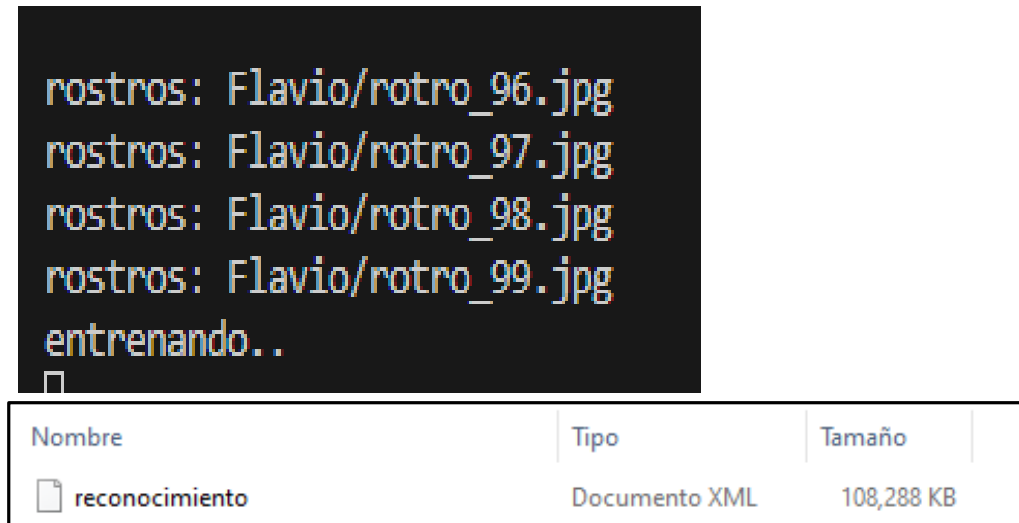 rostros: Flavio/rotro_96.jpg
rostros: Flavio/rotro_97.jpg
rostros: Flavio/rotro_98.jpg
rostros: Flavio/rotro_99.jpg
entrenando..
Nombre Tipo Tamaño
reconocimiento Documento XML 108,288 KB